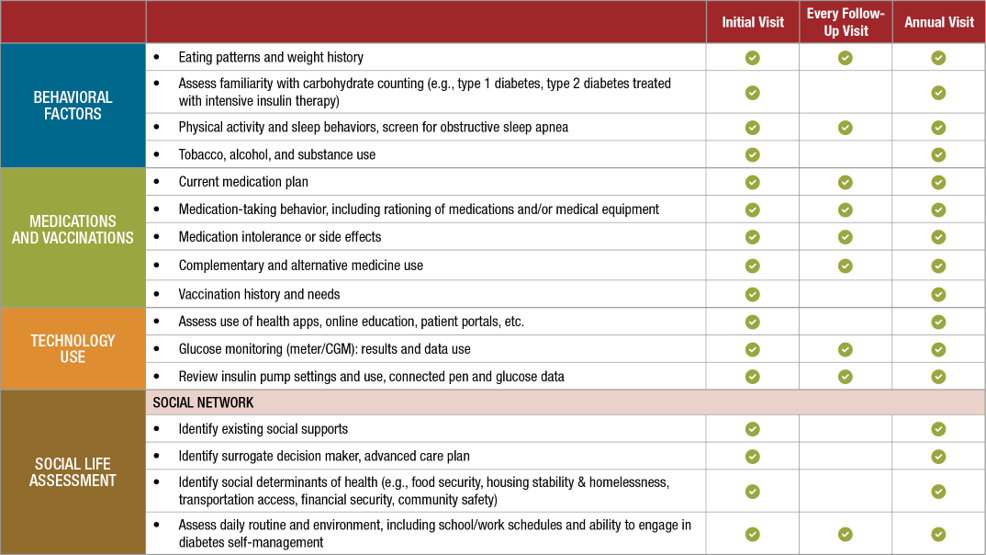 Initial Visit
Every Follow-
Up Visit
Annual Visit
BEHAVIORAL
FACTORS
• Eating patterns and weight history
• Assess familiarity with carbohydrate counting (e.g., type 1 diabetes, type 2 diabetes treated
with intensive insulin therapy)
• Physical activity and sleep behaviors, screen for obstructive sleep apnea
• Tobacco, alcohol, and substance use
MEDICATIONS
AND VACCINATIONS
• Current medication plan
• Medication-taking behavior, including rationing of medications and/or medical equipment
• Medication intolerance or side effects
• Complementary and alternative medicine use
• Vaccination history and needs
TECHNOLOGY
USE
• Assess use of health apps, online education, patient portals, etc.
• Glucose monitoring (meter/CGM): results and data use
• Review insulin pump settings and use, connected pen and glucose data
SOCIAL LIFE
ASSESSMENT
SOCIAL NETWORK
• Identify existing social supports
• Identify surrogate decision maker, advanced care plan
• Identify social determinants of health (e.g., food security, housing stability & homelessness,
transportation access, financial security, community safety)
• Assess daily routine and environment, including school/work schedules and ability to engage in
diabetes self-management